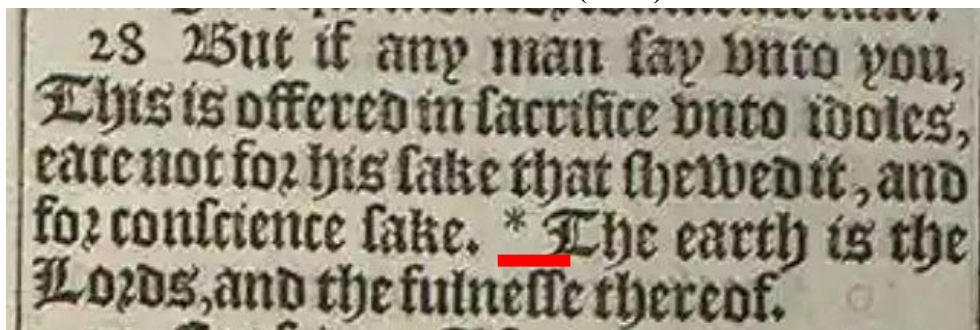 28 But if any man ſay vnto you,
This is offered in ſacrifice vnto idoles,
eate not for his ſake that ſhewed it, and
for conſcience ſake. * The earth is the
Lords, and the fulneſſe thereof.